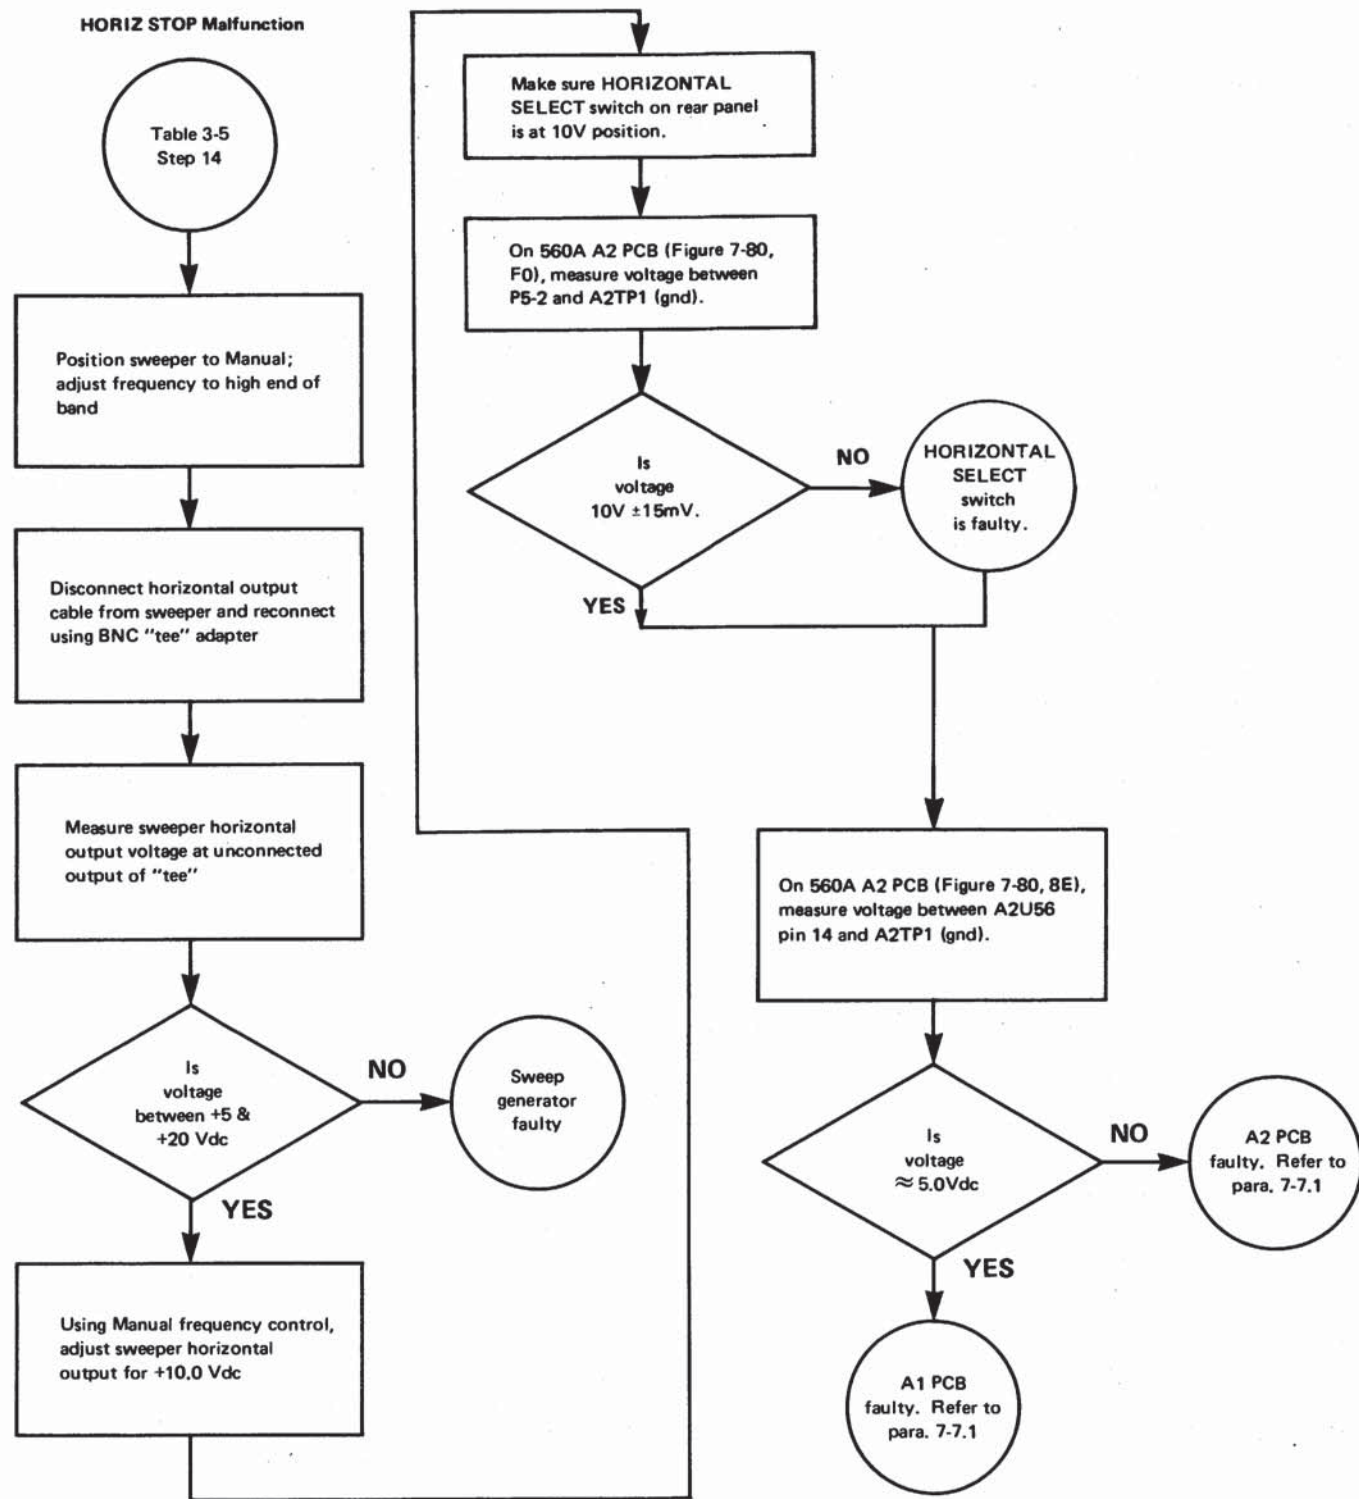 HORIZ STOP Malfunction
Table 3-5
Step 14
Position sweeper to Manual;
adjust frequency to high end of
band
Disconnect horizontal output
cable from sweeper and reconnect
using BNC "tee" adapter
Measure sweeper horizontal
output voltage at unconnected
output of "tee"
Is
voltage
between +5 &
+20 Vdc
NO
Sweep
generator
faulty
YES
Using Manual frequency control,
adjust sweeper horizontal
output for +10.0 Vdc
Make sure HORIZONTAL
SELECT switch on rear panel
is at 10V position.
On 560A A2 PCB (Figure 7-80,
F0), measure voltage between
P5-2 and A2TP1 (gnd).
Is
voltage
10V ±15mV.
NO
HORIZONTAL
SELECT
switch
is faulty.
YES
On 560A A2 PCB (Figure 7-80, 8E),
measure voltage between A2U56
pin 14 and A2TP1 (gnd).
Is
voltage
≈ 5.0Vdc
NO
A2 PCB
faulty. Refer to
para. 7-7.1
YES
A1 PCB
faulty. Refer to
para. 7-7.1